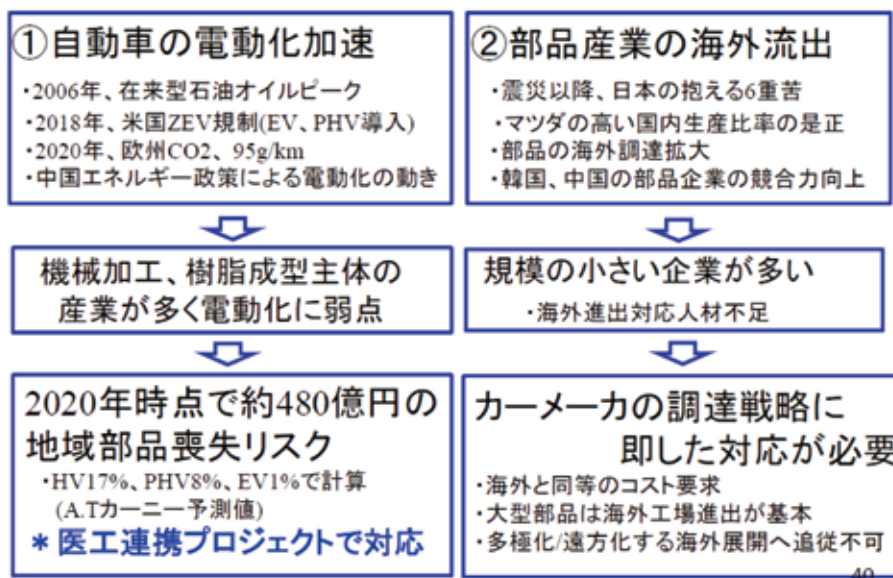 ①自動車の電動化加速
・2006年、在来型石油オイルピーク
・2018年、米国ZEV規制(EV、PHV導入)
・2020年、欧州CO2、95g/km
・中国エネルギー政策による電動化の動き
機械加工、樹脂成型主体の
産業が多く電動化に弱点
2020年時点で約480億円の
地域部品喪失リスク
・HV17%、PHV8%、EV1%で計算
(A.Tカーニー予測値)
＊医工連携プロジェクトで対応
②部品産業の海外流出
・震災以降、日本の抱える6重苦
・マツダの高い国内生産比率の是正
・部品の海外調達拡大
・韓国、中国の部品企業の競合力向上
規模の小さい企業が多い
・海外進出対応人材不足
カーメーカの調達戦略に
即した対応が必要
・海外と同等のコスト要求
・大型部品は海外工場進出が基本
・多極化/遠方化する海外展開へ追従不可